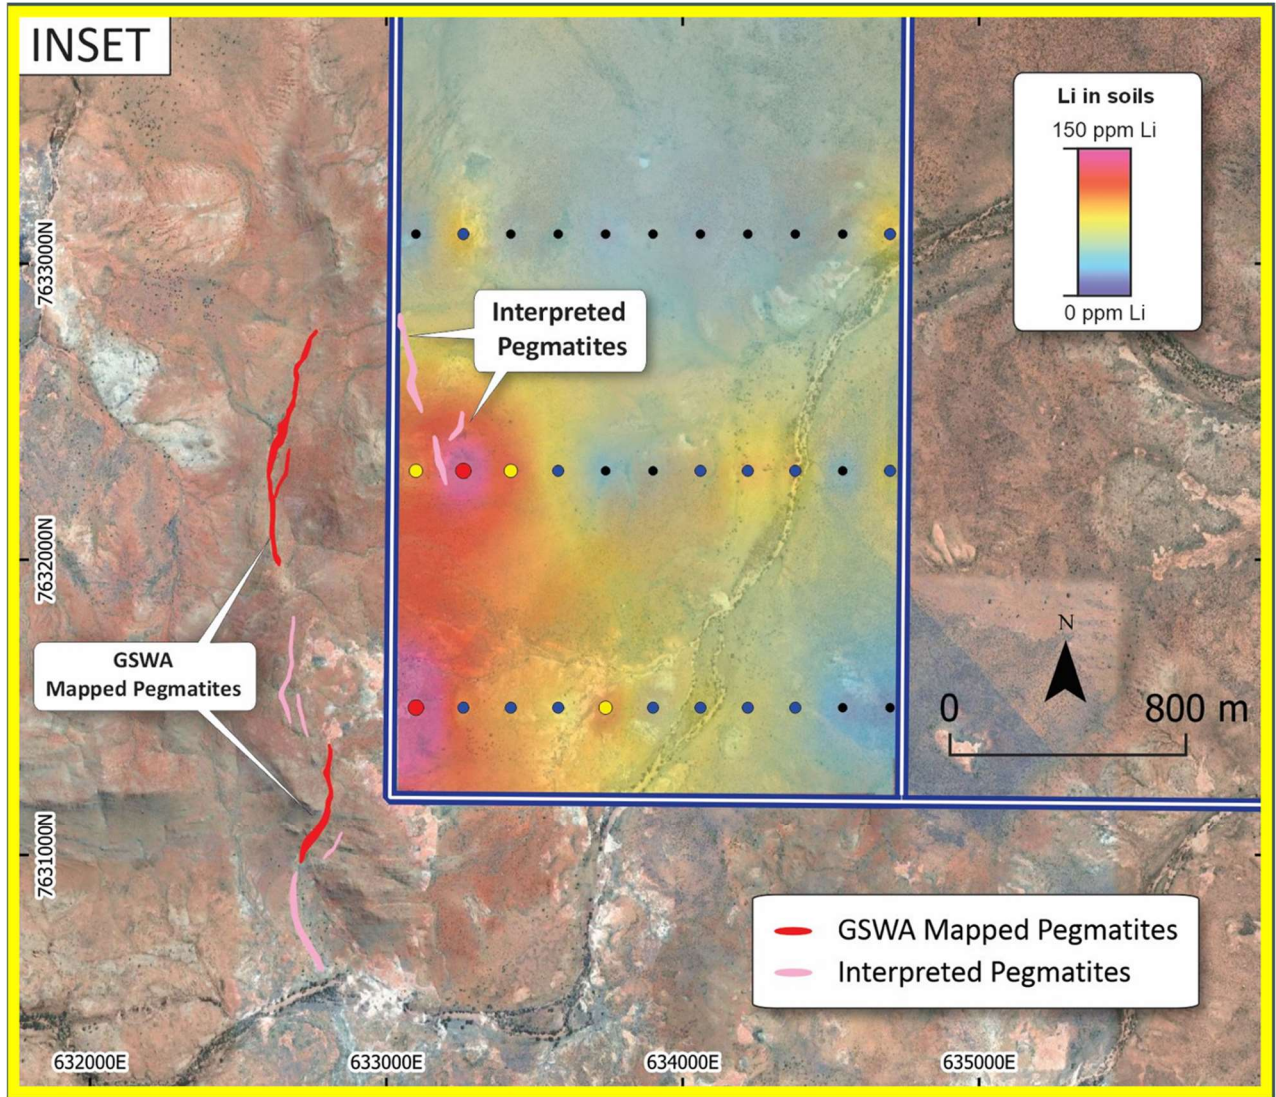 INSET
Li in soils
150 ppm Li
0 ppm Li
7633000N
Interpreted
Pegmatites
7632000N
GSWA
Mapped Pegmatites
N
0
800 m
7631000N
GSWA Mapped Pegmatites
Interpreted Pegmatites
632000E
633000E
634000E
635000E